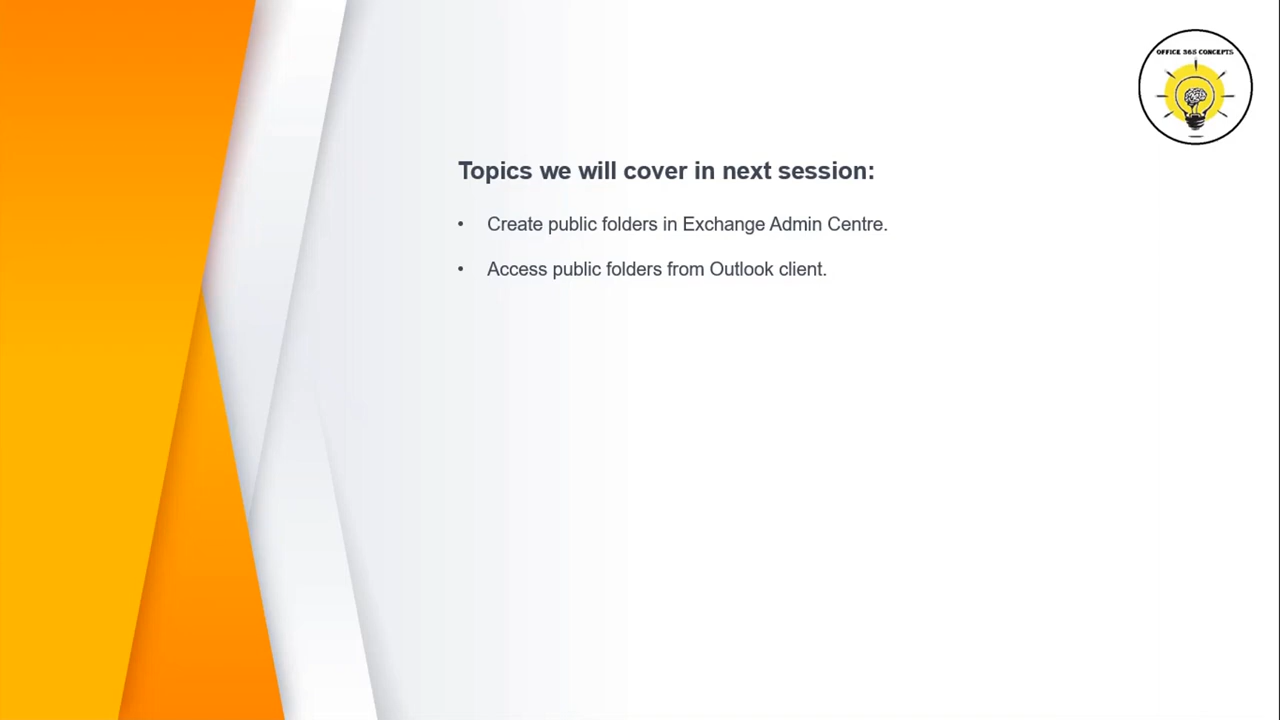 OFFICE 365 CONCEPTS
Topics we will cover in next session:
• Create public folders in Exchange Admin Centre.
• Access public folders from Outlook client.